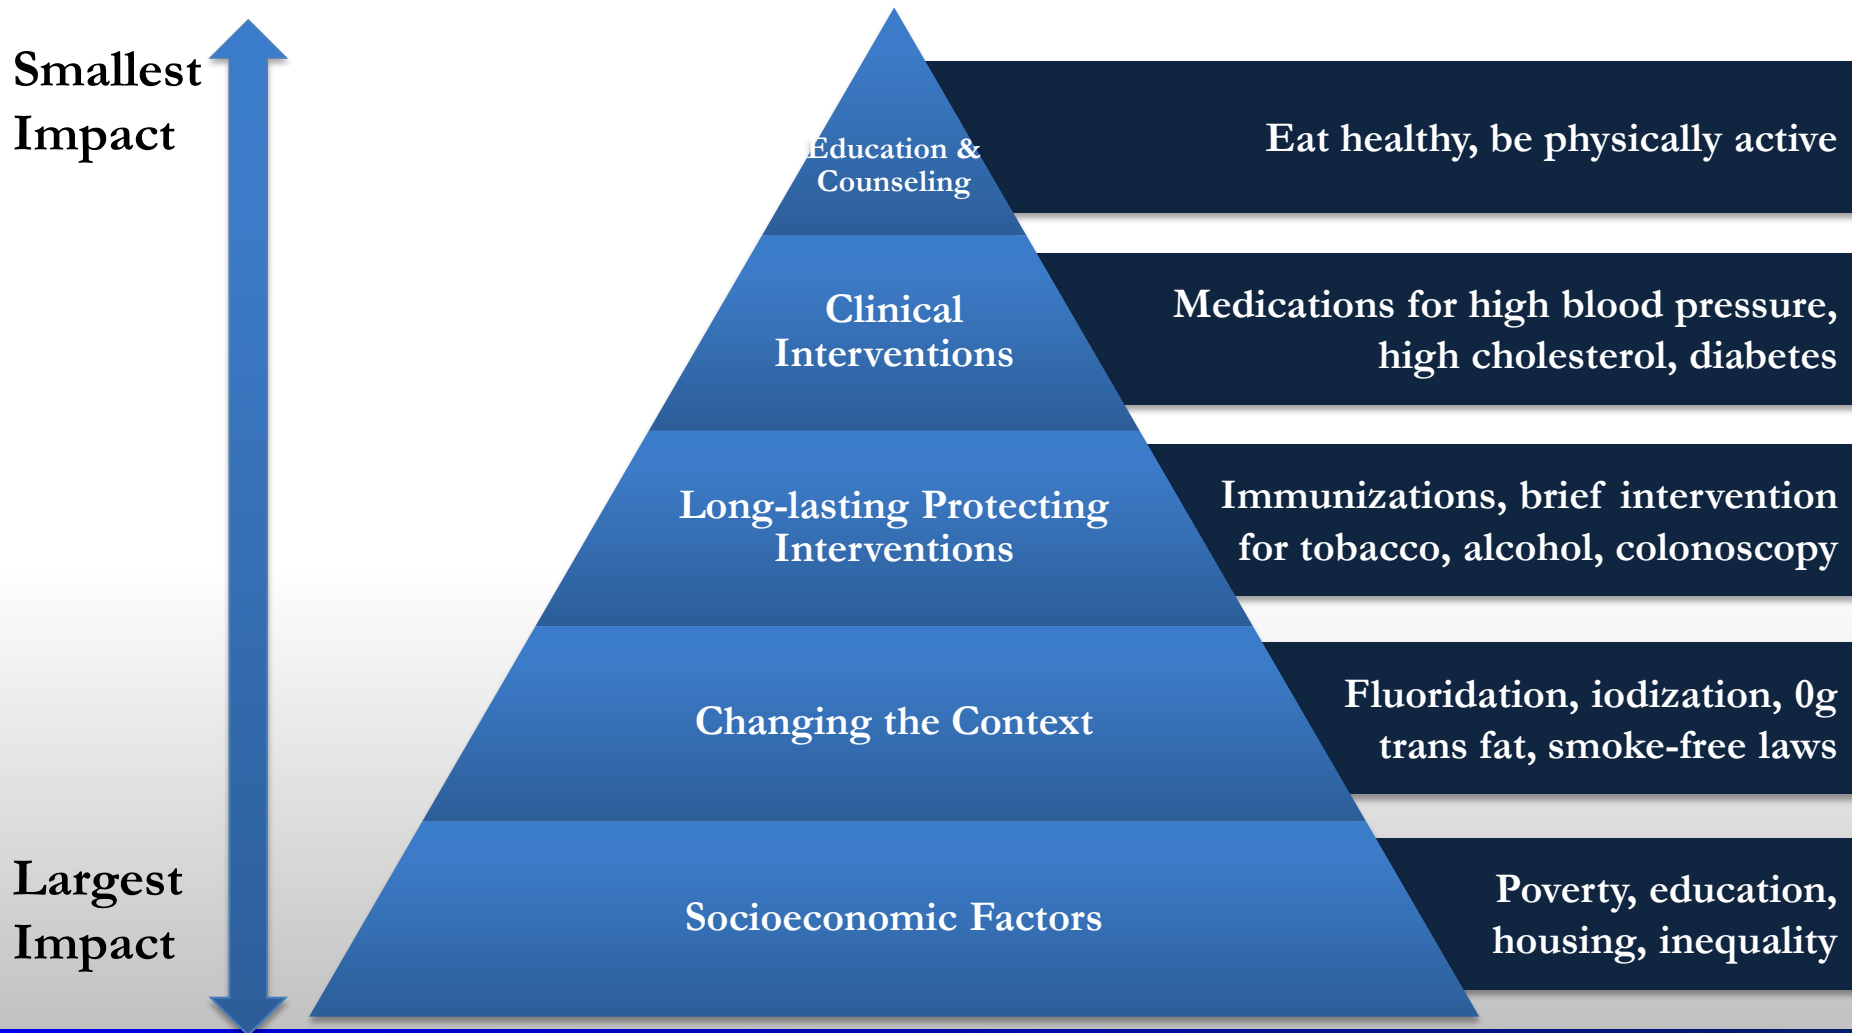 Smallest
Impact
Education &
Counseling
Eat healthy, be physically active
Clinical
Interventions
Medications for high blood pressure,
high cholesterol, diabetes
Long-lasting Protecting
Interventions
Immunizations, brief intervention
for tobacco, alcohol, colonoscopy
Changing the Context
Fluoridation, iodization, 0g
trans fat, smoke-free laws
Largest
Impact
Socioeconomic Factors
Poverty, education,
housing, inequality